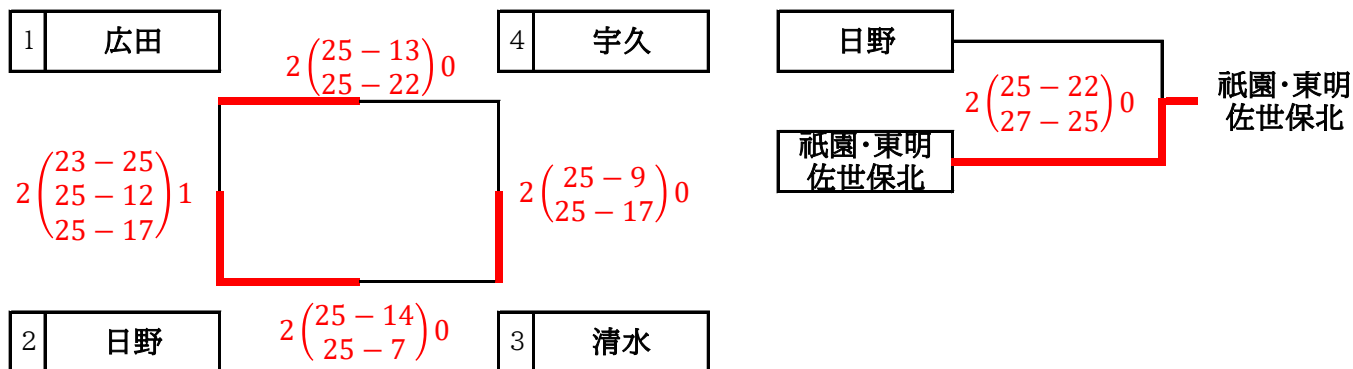 1 広田
2(25－13 25－22)0
4 宇久
2(23－25 25－12 25－17)1
2(25－9 25－17)0
2 日野
2(25－14 25－7)0
3 清水
日野
2(25－22 27－25)0
祇園・東明
佐世保北
祇園・東明
佐世保北